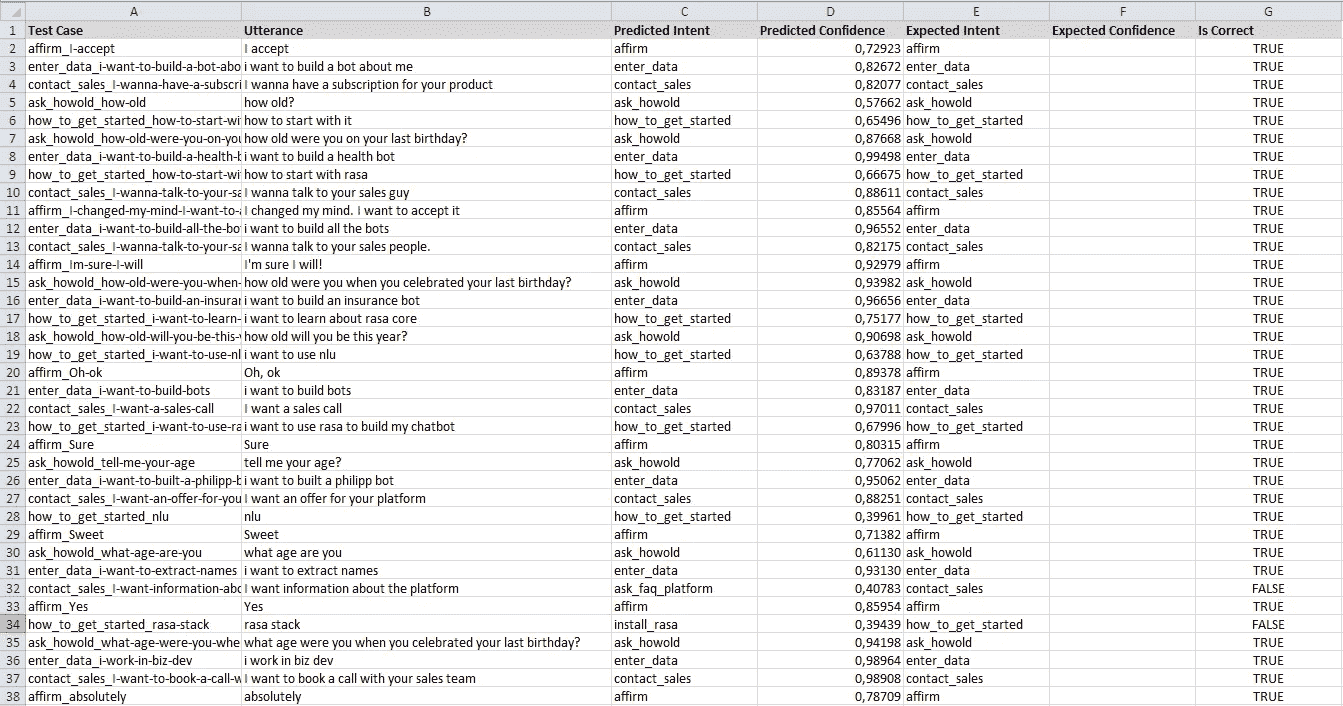 A B C D E F G
1 Test Case Utterance Predicted Intent Predicted Confidence Expected Intent Expected Confidence Is Correct
2 affirm_I-accept I accept affirm 0,72923 affirm TRUE
3 enter_data_i-want-to-build-a-bot-abo i want to build a bot about me enter_data 0,82672 enter_data TRUE
4 contact_sales_I-wanna-have-a-subscri I wanna have a subscription for your product contact_sales 0,82077 contact_sales TRUE
5 ask_howold_how-old how old? ask_howold 0,57662 ask_howold TRUE
6 how_to_get_started_how-to-start-wi how to start with it how_to_get_started 0,65496 how_to_get_started TRUE
7 ask_howold_how-old-were-you-on-you how old were you on your last birthday? ask_howold 0,87668 ask_howold TRUE
8 enter_data_i-want-to-build-a-health-b i want to build a health bot enter_data 0,99498 enter_data TRUE
9 how_to_get_started_how-to-start-wi how to start with rasa how_to_get_started 0,66675 how_to_get_started TRUE
10 contact_sales_I-wanna-talk-to-your-sa I wanna talk to your sales guy contact_sales 0,88611 contact_sales TRUE
11 affirm_I-changed-my-mind-I-want-to- I changed my mind. I want to accept it affirm 0,85564 affirm TRUE
12 enter_data_i-want-to-build-all-the-bo i want to build all the bots enter_data 0,96552 enter_data TRUE
13 contact_sales_I-wanna-talk-to-your-sa I wanna talk to your sales people. contact_sales 0,82175 contact_sales TRUE
14 affirm_Im-sure-I-will I'm sure I will! affirm 0,92979 affirm TRUE
15 ask_howold_how-old-were-you-when- how old were you when you celebrated your last birthday? ask_howold 0,93982 ask_howold TRUE
16 enter_data_i-want-to-build-an-insurar i want to build an insurance bot enter_data 0,96656 enter_data TRUE
17 how_to_get_started_i-want-to-learn- i want to learn about rasa core how_to_get_started 0,75177 how_to_get_started TRUE
18 ask_howold_how-old-will-you-be-this- how old will you be this year? ask_howold 0,90698 ask_howold TRUE
19 how_to_get_started_i-want-to-use-nl i want to use nlu how_to_get_started 0,63788 how_to_get_started TRUE
20 affirm_Oh-ok Oh, ok affirm 0,89378 affirm TRUE
21 enter_data_i-want-to-build-bots i want to build bots enter_data 0,83187 enter_data TRUE
22 contact_sales_I-want-a-sales-call I want a sales call contact_sales 0,97011 contact_sales TRUE
23 how_to_get_started_i-want-to-use-ra i want to use rasa to build my chatbot how_to_get_started 0,67996 how_to_get_started TRUE
24 affirm_Sure Sure affirm 0,80315 affirm TRUE
25 ask_howold_tell-me-your-age tell me your age? ask_howold 0,77062 ask_howold TRUE
26 enter_data_i-want-to-built-a-philipp-b i want to built a philipp bot enter_data 0,95062 enter_data TRUE
27 contact_sales_I-want-an-offer-for-you I want an offer for your platform contact_sales 0,88251 contact_sales TRUE
28 how_to_get_started_nlu nlu how_to_get_started 0,39961 how_to_get_started TRUE
29 affirm_Sweet Sweet affirm 0,71382 affirm TRUE
30 ask_howold_what-age-are-you what age are you ask_howold 0,61130 ask_howold TRUE
31 enter_data_i-want-to-extract-names i want to extract names enter_data 0,93130 enter_data TRUE
32 contact_sales_I-want-information-abo I want information about the platform ask_faq_platform 0,40783 contact_sales FALSE
33 affirm_Yes Yes affirm 0,85954 affirm TRUE
34 how_to_get_started_rasa-stack rasa stack install_rasa 0,39439 how_to_get_started FALSE
35 ask_howold_what-age-were-you-whe what age were you when you celebrated your last birthday? ask_howold 0,94198 ask_howold TRUE
36 enter_data_i-work-in-biz-dev i work in biz dev enter_data 0,98964 enter_data TRUE
37 contact_sales_I-want-to-book-a-call-w I want to book a call with your sales team contact_sales 0,98908 contact_sales TRUE
38 affirm_absolutely absolutely affirm 0,78709 affirm TRUE